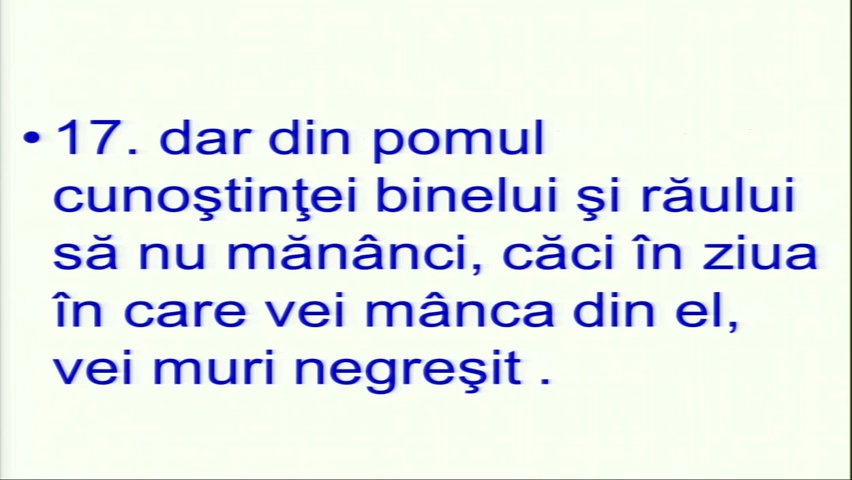 • 17. dar din pomul
cunoştinţei binelui şi răului
să nu mănânci, căci în ziua
în care vei mânca din el,
vei muri negreşit .